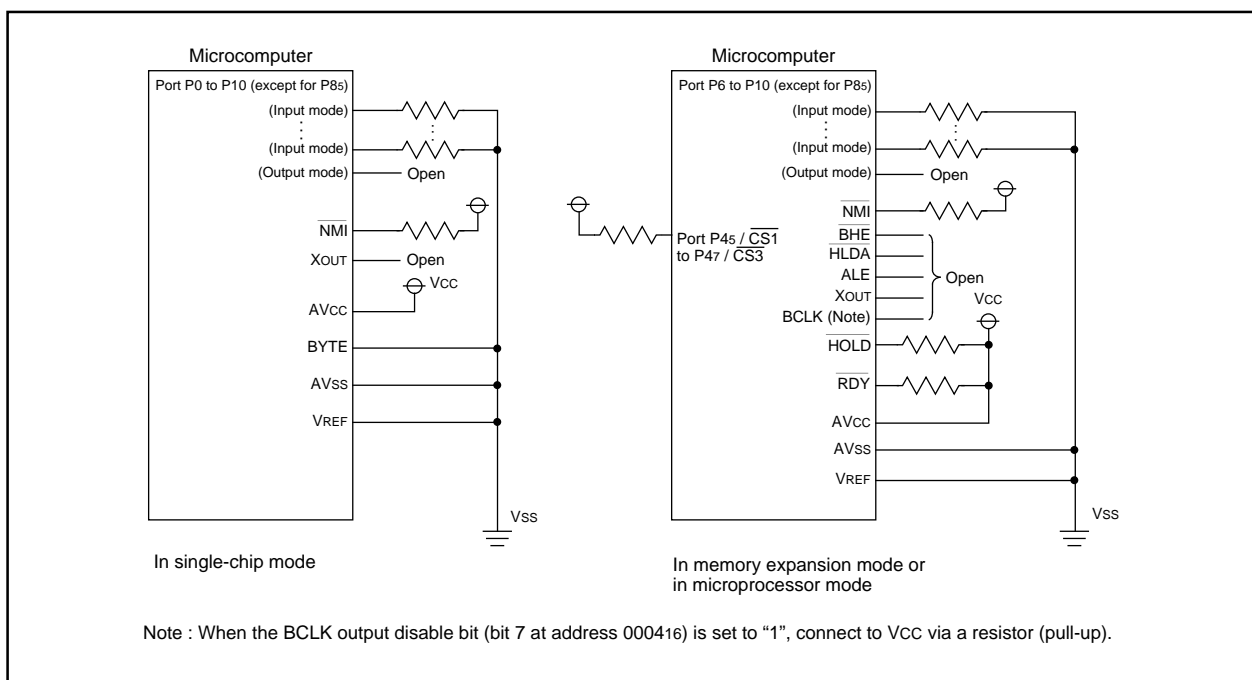 Microcomputer
Port P0 to P10 (except for P85)
(Input mode)
(Input mode)
(Output mode)
Open
NMI
XOUT
Open
VCC
AVCC
BYTE
AVSS
VREF
VSS
In single-chip mode
Microcomputer
Port P6 to P10 (except for P85)
(Input mode)
(Input mode)
(Output mode)
Open
NMI
Port P45 / CS1
to P47 / CS3
BHE
HLDA
ALE
Open
XOUT
VCC
BCLK (Note)
HOLD
RDY
AVCC
AVSS
VREF
VSS
In memory expansion mode or
in microprocessor mode
Note : When the BCLK output disable bit (bit 7 at address 000416) is set to “1”, connect to VCC via a resistor (pull-up).